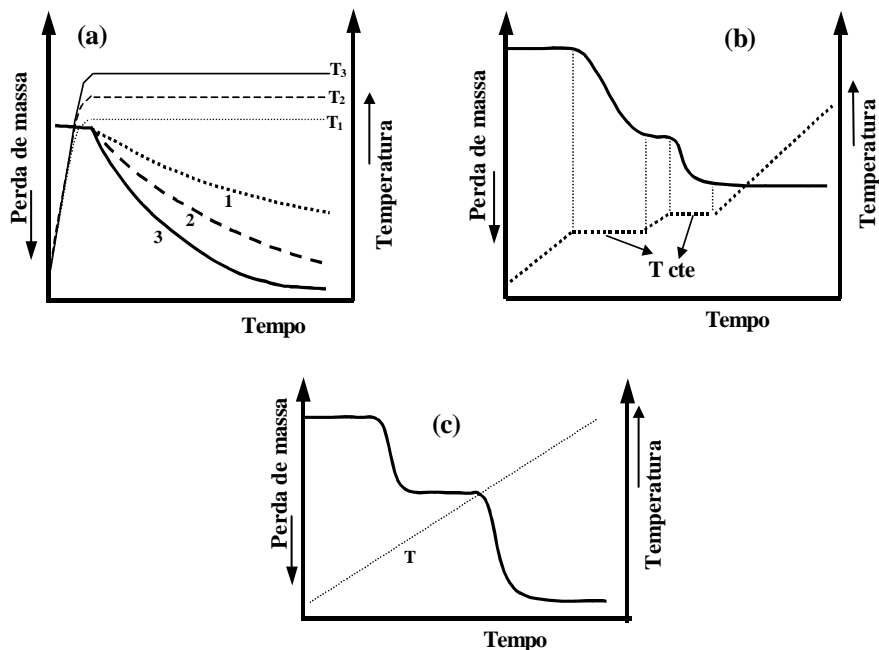 (a)
T₃
T₂
T₁
1
2
3
Perda de massa
Temperatura
Tempo
(b)
T cte
Perda de massa
Temperatura
Tempo
(c)
T
Perda de massa
Temperatura
Tempo